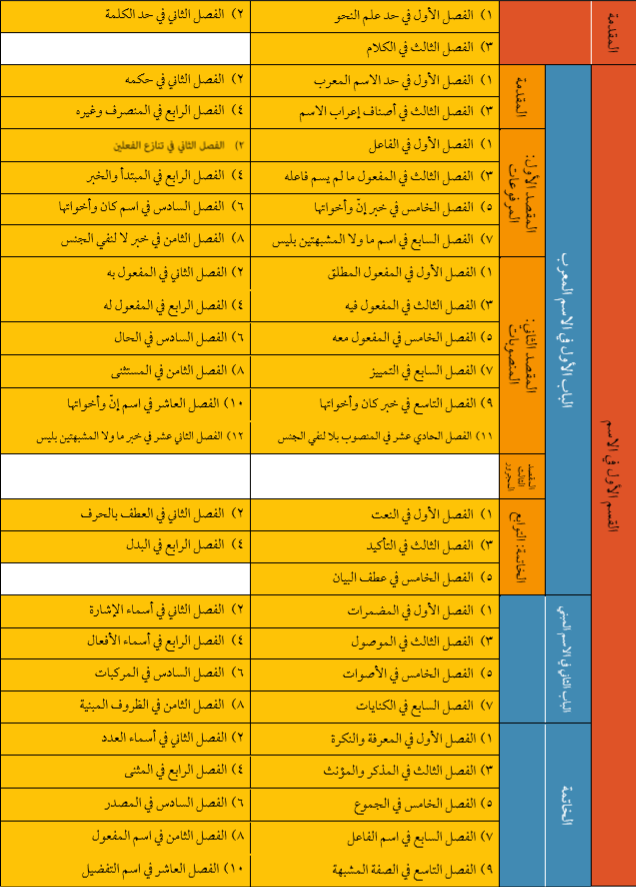 المقدمة
١) الفصل الأول في حد علم النحو
٢) الفصل الثاني في حد الكلمة
٣) الفصل الثالث في الكلام
القسم الأول في الاسم
الباب الأول في الاسم المعرب
المقدمة
١) الفصل الأول في حد الاسم المعرب
٢) الفصل الثاني في حكمه
٣) الفصل الثالث في أصناف إعراب الاسم
٤) الفصل الرابع في المنصرف وغيره
المقصد الأول:
المرفوعات
١) الفصل الأول في الفاعل
٢) الفصل الثاني في تنازع الفعلين
٣) الفصل الثالث في المفعول ما لم يسم فاعله
٤) الفصل الرابع في المبتدأ والخبر
٥) الفصل الخامس في خبر إنّ وأخواتها
٦) الفصل السادس في اسم كان وأخواتها
٧) الفصل السابع في اسم ما ولا المشبهتين بليس
٨) الفصل الثامن في خبر لا لنفي الجنس
المقصد الثاني:
المنصوبات
١) الفصل الأول في المفعول المطلق
٢) الفصل الثاني في المفعول به
٣) الفصل الثالث في المفعول فيه
٤) الفصل الرابع في المفعول له
٥) الفصل الخامس في المفعول معه
٦) الفصل السادس في الحال
٧) الفصل السابع في التمييز
٨) الفصل الثامن في المستثنى
٩) الفصل التاسع في خبر كان وأخواتها
١٠) الفصل العاشر في اسم إنّ وأخواتها
١١) الفصل الحادي عشر في المنصوب بلا لنفي الجنس
١٢) الفصل الثاني عشر في خبر ما ولا المشبهتين بليس
المقصد
الثالث
المجرور
الخاتمة: التوابع
١) الفصل الأول في النعت
٢) الفصل الثاني في العطف بالحرف
٣) الفصل الثالث في التأكيد
٤) الفصل الرابع في البدل
٥) الفصل الخامس في عطف البيان
الباب الثاني في الاسم المبني
١) الفصل الأول في المضمرات
٢) الفصل الثاني في أسماء الإشارة
٣) الفصل الثالث في الموصول
٤) الفصل الرابع في أسماء الأفعال
٥) الفصل الخامس في الأصوات
٦) الفصل السادس في المركبات
٧) الفصل السابع في الكنايات
٨) الفصل الثامن في الظروف المبنية
الخاتمة
١) الفصل الأول في المعرفة والنكرة
٢) الفصل الثاني في أسماء العدد
٣) الفصل الثالث في المذكر والمؤنث
٤) الفصل الرابع في المثنى
٥) الفصل الخامس في الجموع
٦) الفصل السادس في المصدر
٧) الفصل السابع في اسم الفاعل
٨) الفصل الثامن في اسم المفعول
٩) الفصل التاسع في الصفة المشبهة
١٠) الفصل العاشر في اسم التفضيل